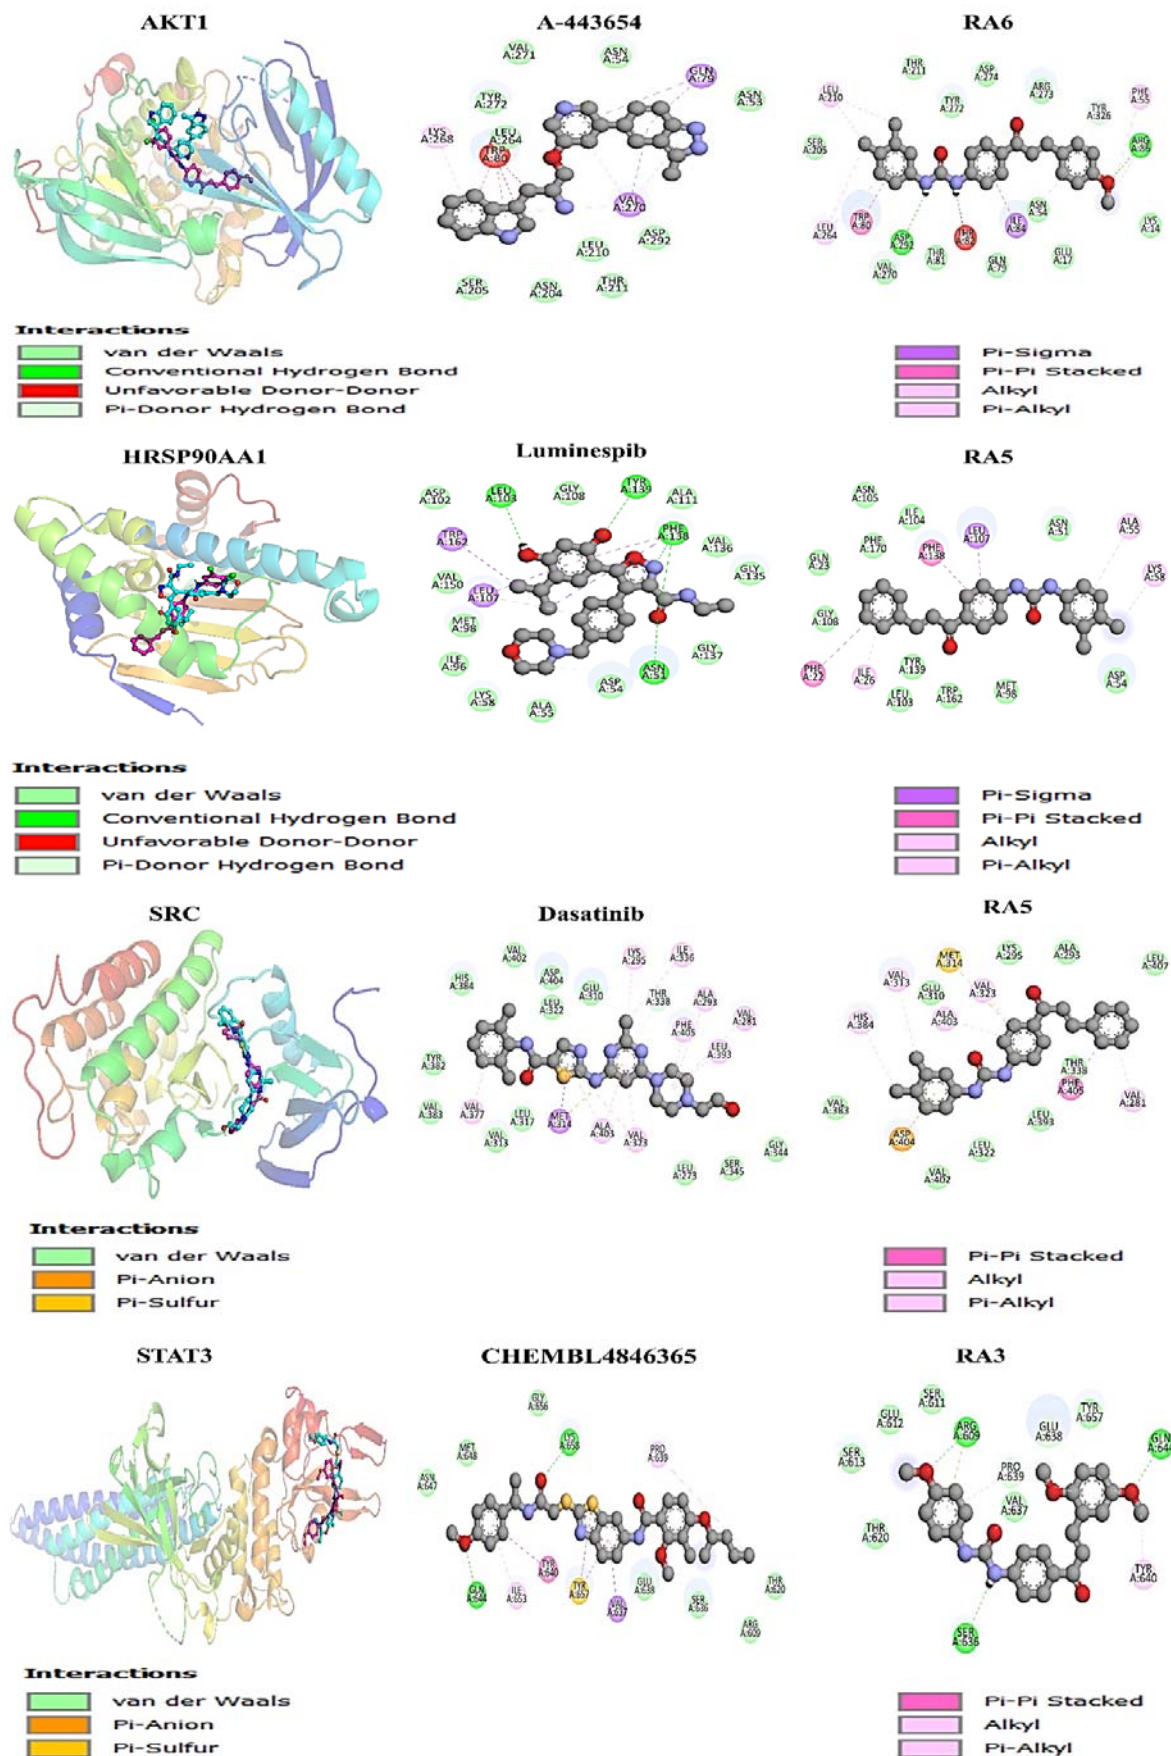 AKT1
A-443654
RA6
VAL
A:271
ASN
A:54
GLN
A:79
ASN
A:53
TYR
A:272
LYS
A:268
LEU
A:264
TRP
A:80
VAL
A:270
ASP
A:292
LEU
A:210
SER
A:205
ASN
A:204
THR
A:211
THR
A:211
ASP
A:274
LEU
A:210
TYR
A:272
ARG
A:273
TYR
A:326
PHE
A:55
SER
A:205
ARG
A:86
LEU
A:264
TRP
A:80
ASP
A:292
ASN
A:54
ILE
A:84
LYS
A:14
VAL
A:270
THR
A:81
GLN
A:79
GLU
A:17
Interactions
van der Waals
Conventional Hydrogen Bond
Unfavorable Donor-Donor
Pi-Donor Hydrogen Bond
Pi-Sigma
Pi-Pi Stacked
Alkyl
Pi-Alkyl
HRSP90AA1
Luminespib
RA5
ASP
A:102
LEU
A:103
GLY
A:108
TYR
A:139
ALA
A:111
TRP
A:162
PHE
A:138
VAL
A:136
VAL
A:150
LEU
A:107
GLY
A:135
MET
A:98
ILE
A:96
GLY
A:137
LYS
A:58
ALA
A:55
ASP
A:54
ASN
A:51
ASN
A:105
ILE
A:104
LEU
A:107
ASN
A:51
ALA
A:55
GLN
A:23
PHE
A:170
PHE
A:138
LYS
A:58
GLY
A:108
PHE
A:22
ILE
A:26
TYR
A:139
LEU
A:103
TRP
A:162
MET
A:98
ASP
A:54
Interactions
van der Waals
Conventional Hydrogen Bond
Unfavorable Donor-Donor
Pi-Donor Hydrogen Bond
Pi-Sigma
Pi-Pi Stacked
Alkyl
Pi-Alkyl
SRC
Dasatinib
RA5
VAL
A:402
LYS
A:295
ILE
A:336
HIS
A:384
ASP
A:404
GLU
A:310
LEU
A:322
THR
A:338
ALA
A:293
PHE
A:405
VAL
A:281
LEU
A:393
TYR
A:382
VAL
A:383
VAL
A:377
VAL
A:313
LEU
A:317
MET
A:314
ALA
A:403
VAL
A:323
LEU
A:273
SER
A:345
GLY
A:344
MET
A:314
LYS
A:295
ALA
A:293
LEU
A:407
VAL
A:313
GLU
A:310
VAL
A:323
HIS
A:384
ALA
A:403
THR
A:338
PHE
A:405
VAL
A:281
VAL
A:383
ASP
A:404
LEU
A:393
LEU
A:322
VAL
A:402
Interactions
van der Waals
Pi-Anion
Pi-Sulfur
Pi-Pi Stacked
Alkyl
Pi-Alkyl
STAT3
CHEMBL4846365
RA3
GLY
A:656
LYS
A:658
MET
A:648
PRO
A:639
ASN
A:647
GLN
A:644
ILE
A:653
TYR
A:640
TYR
A:657
VAL
A:637
GLU
A:638
SER
A:636
THR
A:620
ARG
A:609
SER
A:611
GLU
A:612
ARG
A:609
GLU
A:638
TYR
A:657
GLN
A:644
SER
A:613
PRO
A:639
VAL
A:637
THR
A:620
TYR
A:640
SER
A:636
Interactions
van der Waals
Pi-Anion
Pi-Sulfur
Pi-Pi Stacked
Alkyl
Pi-Alkyl